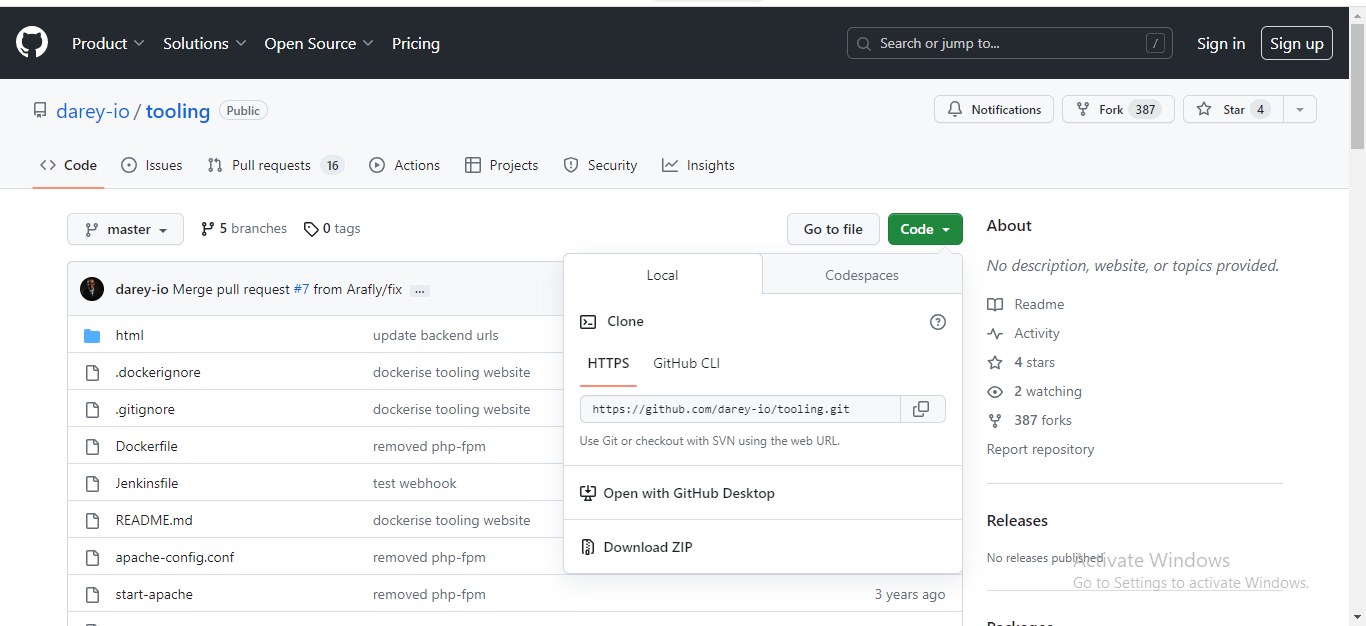 Product Solutions Open Source Pricing Search or jump to... / Sign in Sign up
darey-io / tooling Public Notifications Fork 387 Star 4
Code Issues Pull requests 16 Actions Projects Security Insights
master 5 branches 0 tags Go to file Code
darey-io Merge pull request #7 from Arafly/fix ...
html update backend urls
.dockerignore dockerise tooling website
.gitignore dockerise tooling website
Dockerfile removed php-fpm
Jenkinsfile test webhook
README.md dockerise tooling website
apache-config.conf removed php-fpm
start-apache removed php-fpm 3 years ago
Local Codespaces
Clone
HTTPS GitHub CLI
https://github.com/darey-io/tooling.git
Use Git or checkout with SVN using the web URL.
Open with GitHub Desktop
Download ZIP
About
No description, website, or topics provided.
Readme
Activity
4 stars
2 watching
387 forks
Report repository
Releases
No releases published
Activate Windows
Go to Settings to activate Windows.
Packages